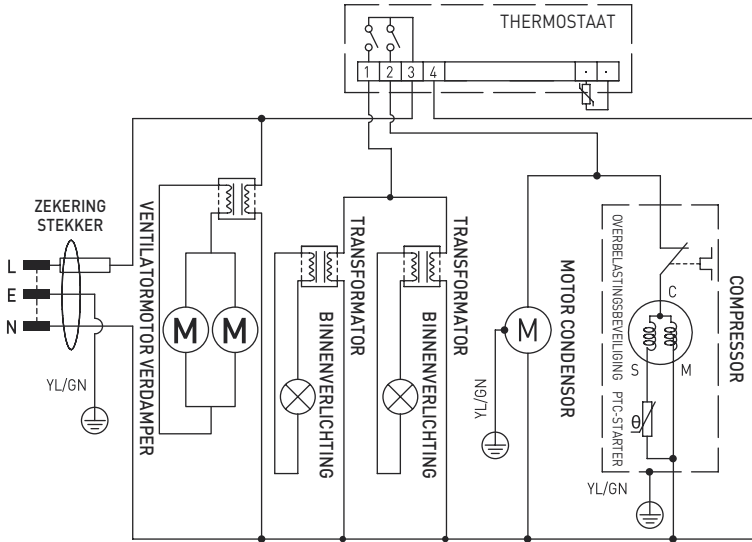 THERMOSTAAT
1 2 3 4 · ·
ZEKERING
STEKKER
L
E
N
YL/GN
VENTILATORMOTOR VERDAMPER
M M
TRANSFORMATOR
BINNENVERLICHTING
TRANSFORMATOR
BINNENVERLICHTING
YL/GN
M
MOTOR CONDENSOR
OVERBELASTINGSBEVEILIGING
PTC-STARTER
C
S M
θ
COMPRESSOR
YL/GN